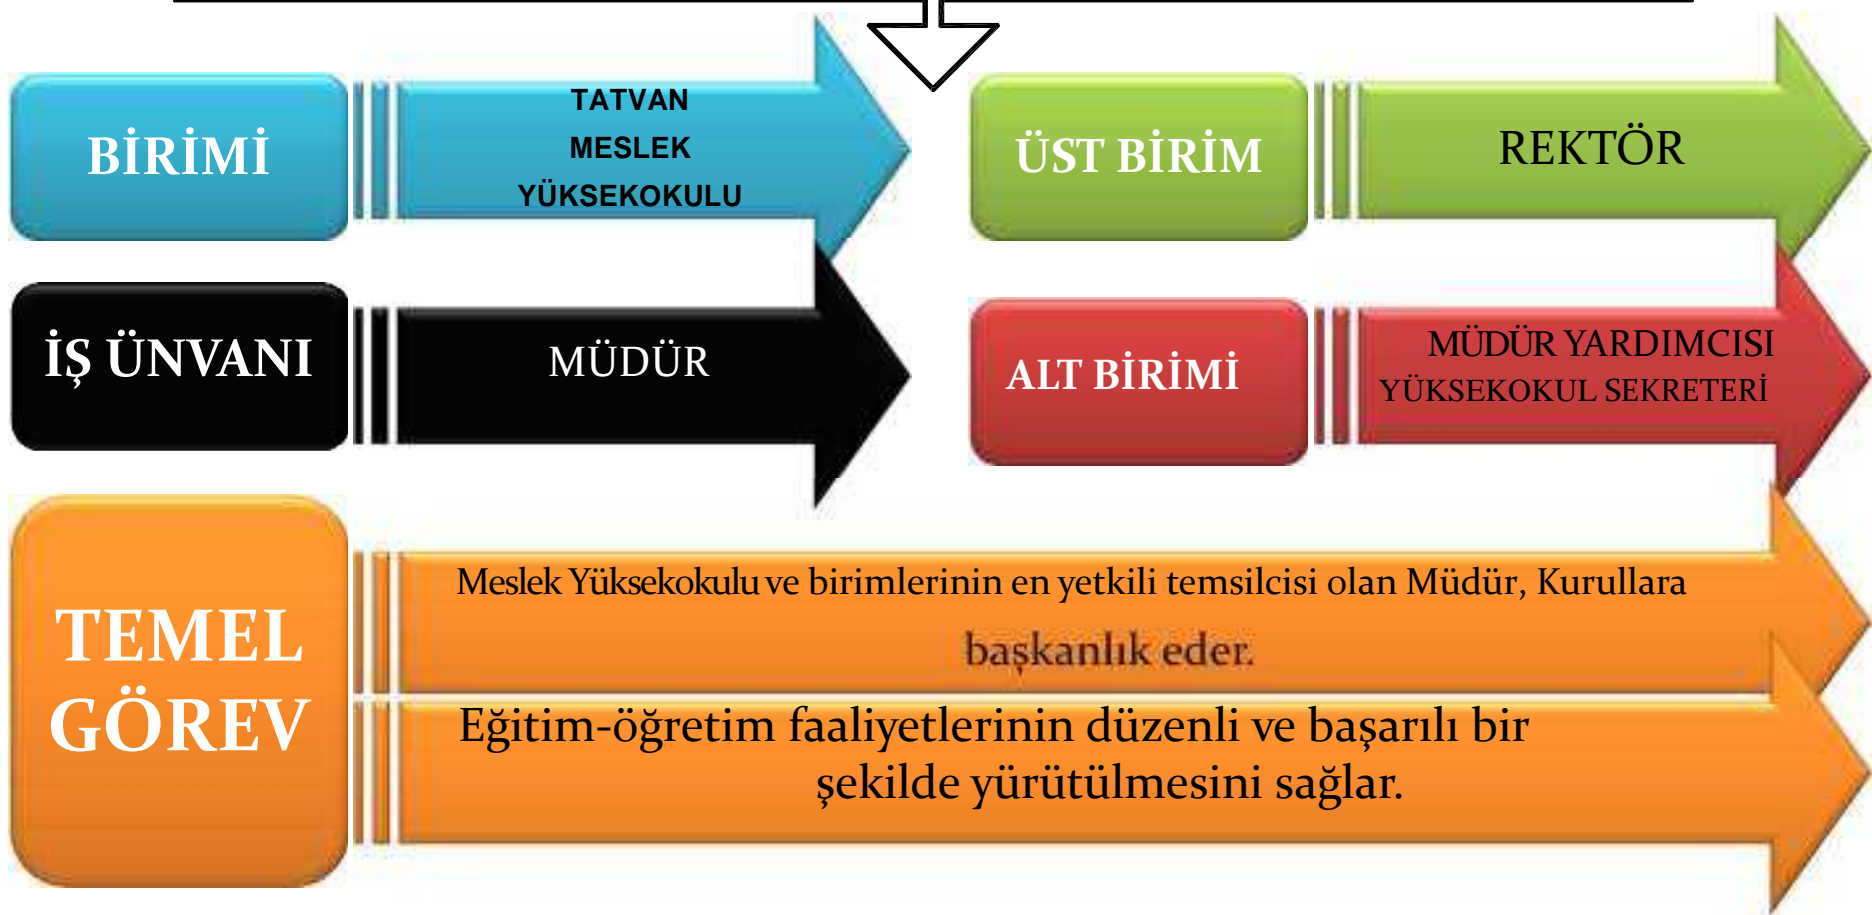 BİRİMİ
TATVAN
MESLEK
YÜKSEKOKULU
ÜST BİRİM
REKTÖR
İŞ ÜNVANI
MÜDÜR
ALT BİRİMİ
MÜDÜR YARDIMCISI
YÜKSEKOKUL SEKRETERİ
TEMEL
GÖREV
Meslek Yüksekokulu ve birimlerinin en yetkili temsilcisi olan Müdür, Kurullara
başkanlık eder.
Eğitim-öğretim faaliyetlerinin düzenli ve başarılı bir
şekilde yürütülmesini sağlar.